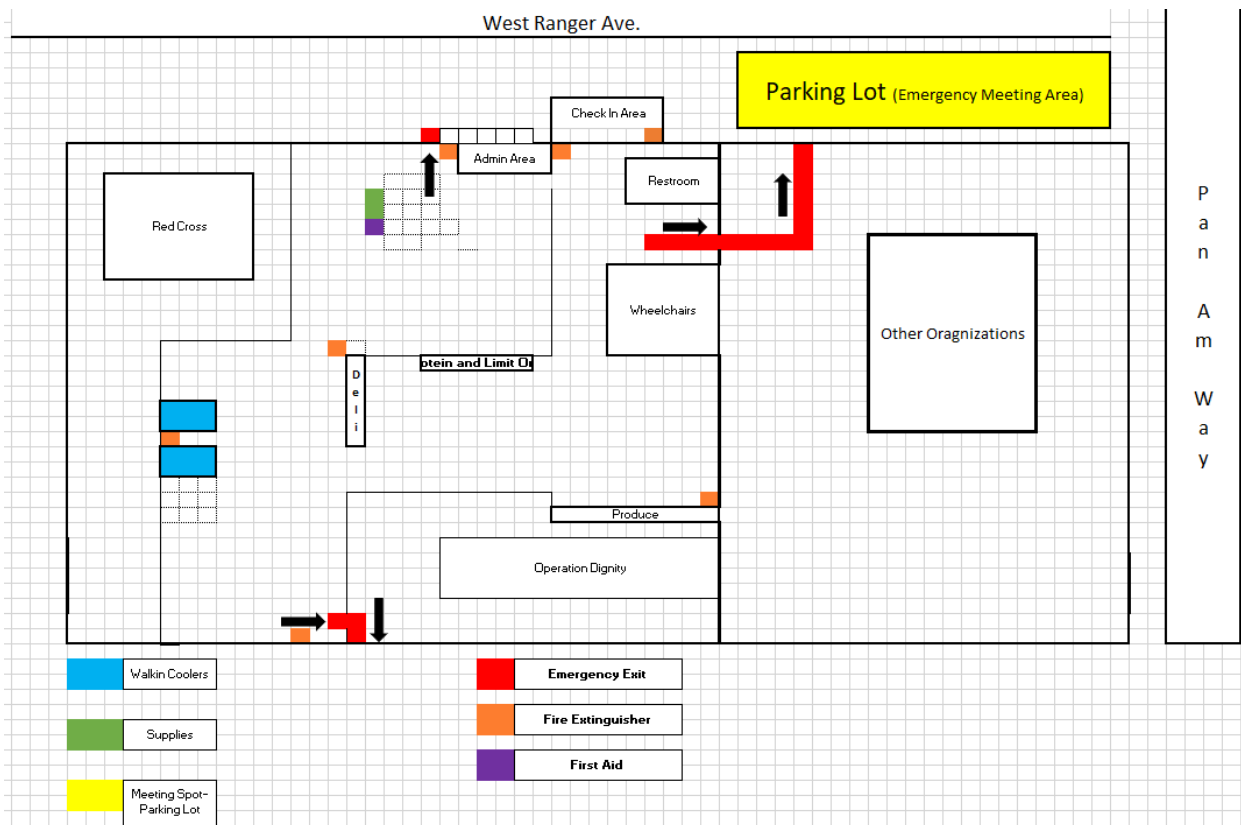 West Ranger Ave.
Parking Lot (Emergency Meeting Area)
Check In Area
Admin Area
Restroom
Red Cross
Wheelchairs
Other Oragnizations
P
a
n
A
m
W
a
y
otein and Limit O
D
e
l
i
Produce
Operation Dignity
Walkin Coolers
Emergency Exit
Supplies
Fire Extinguisher
First Aid
Meeting Spot-
Parking Lot